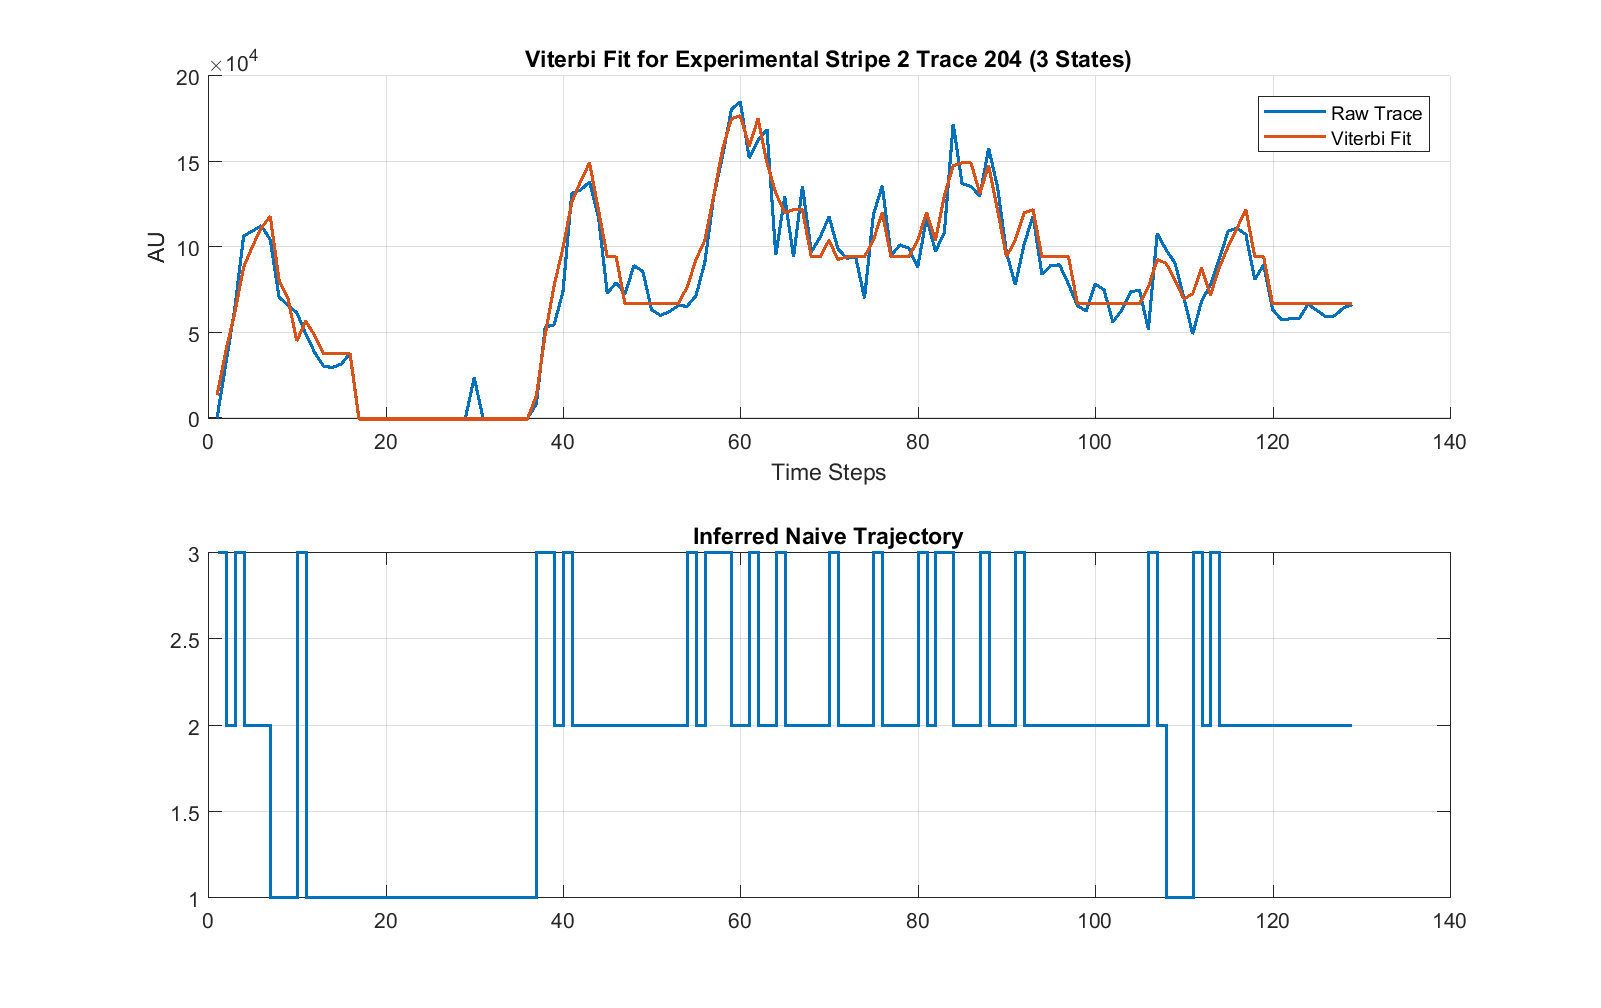 Viterbi Fit for Experimental Stripe 2 Trace 204 (3 States)
×10⁴
20
15
10
5
0
AU
Raw Trace
Viterbi Fit
0 20 40 60 80 100 120 140
Time Steps
Inferred Naive Trajectory
3
2.5
2
1.5
1
0 20 40 60 80 100 120 140